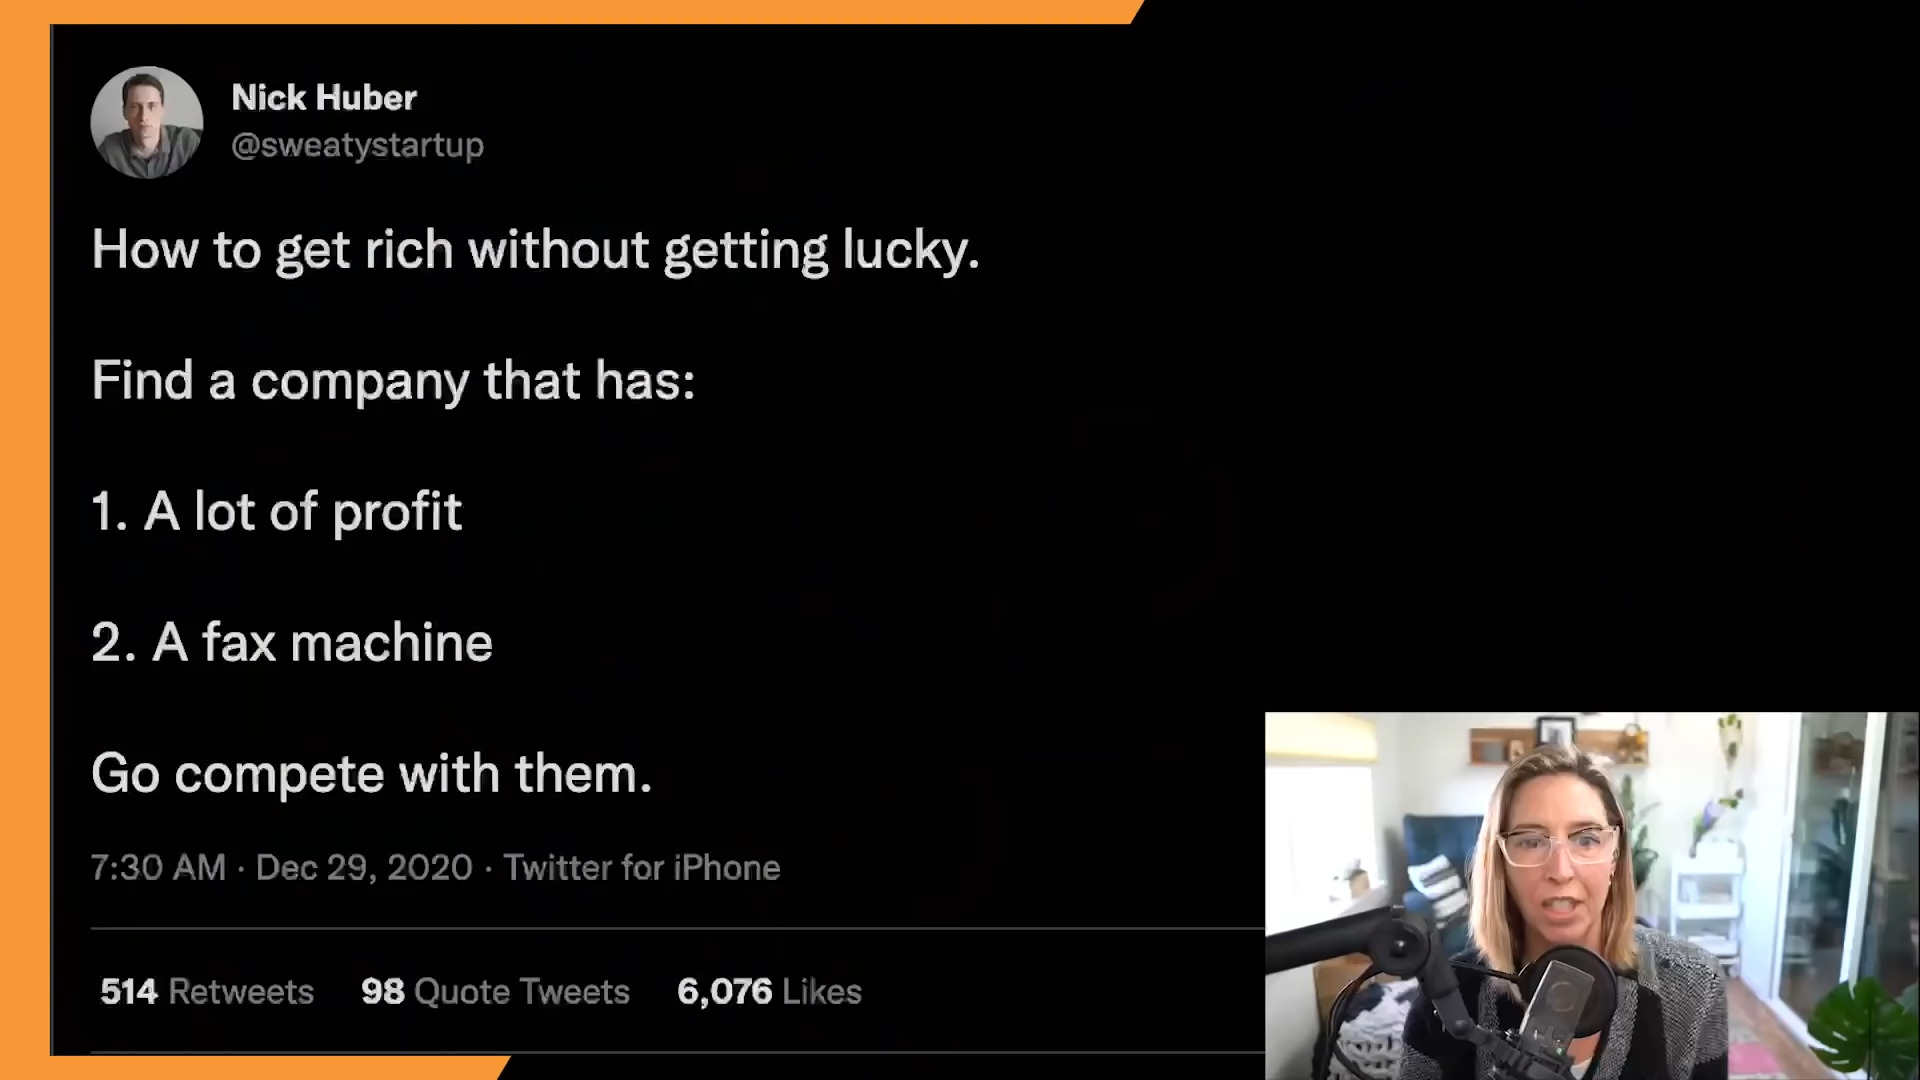 Nick Huber
@sweatystartup
How to get rich without getting lucky.
Find a company that has:
1. A lot of profit
2. A fax machine
Go compete with them.
7:30 AM · Dec 29, 2020 · Twitter for iPhone
514 Retweets 98 Quote Tweets 6,076 Likes